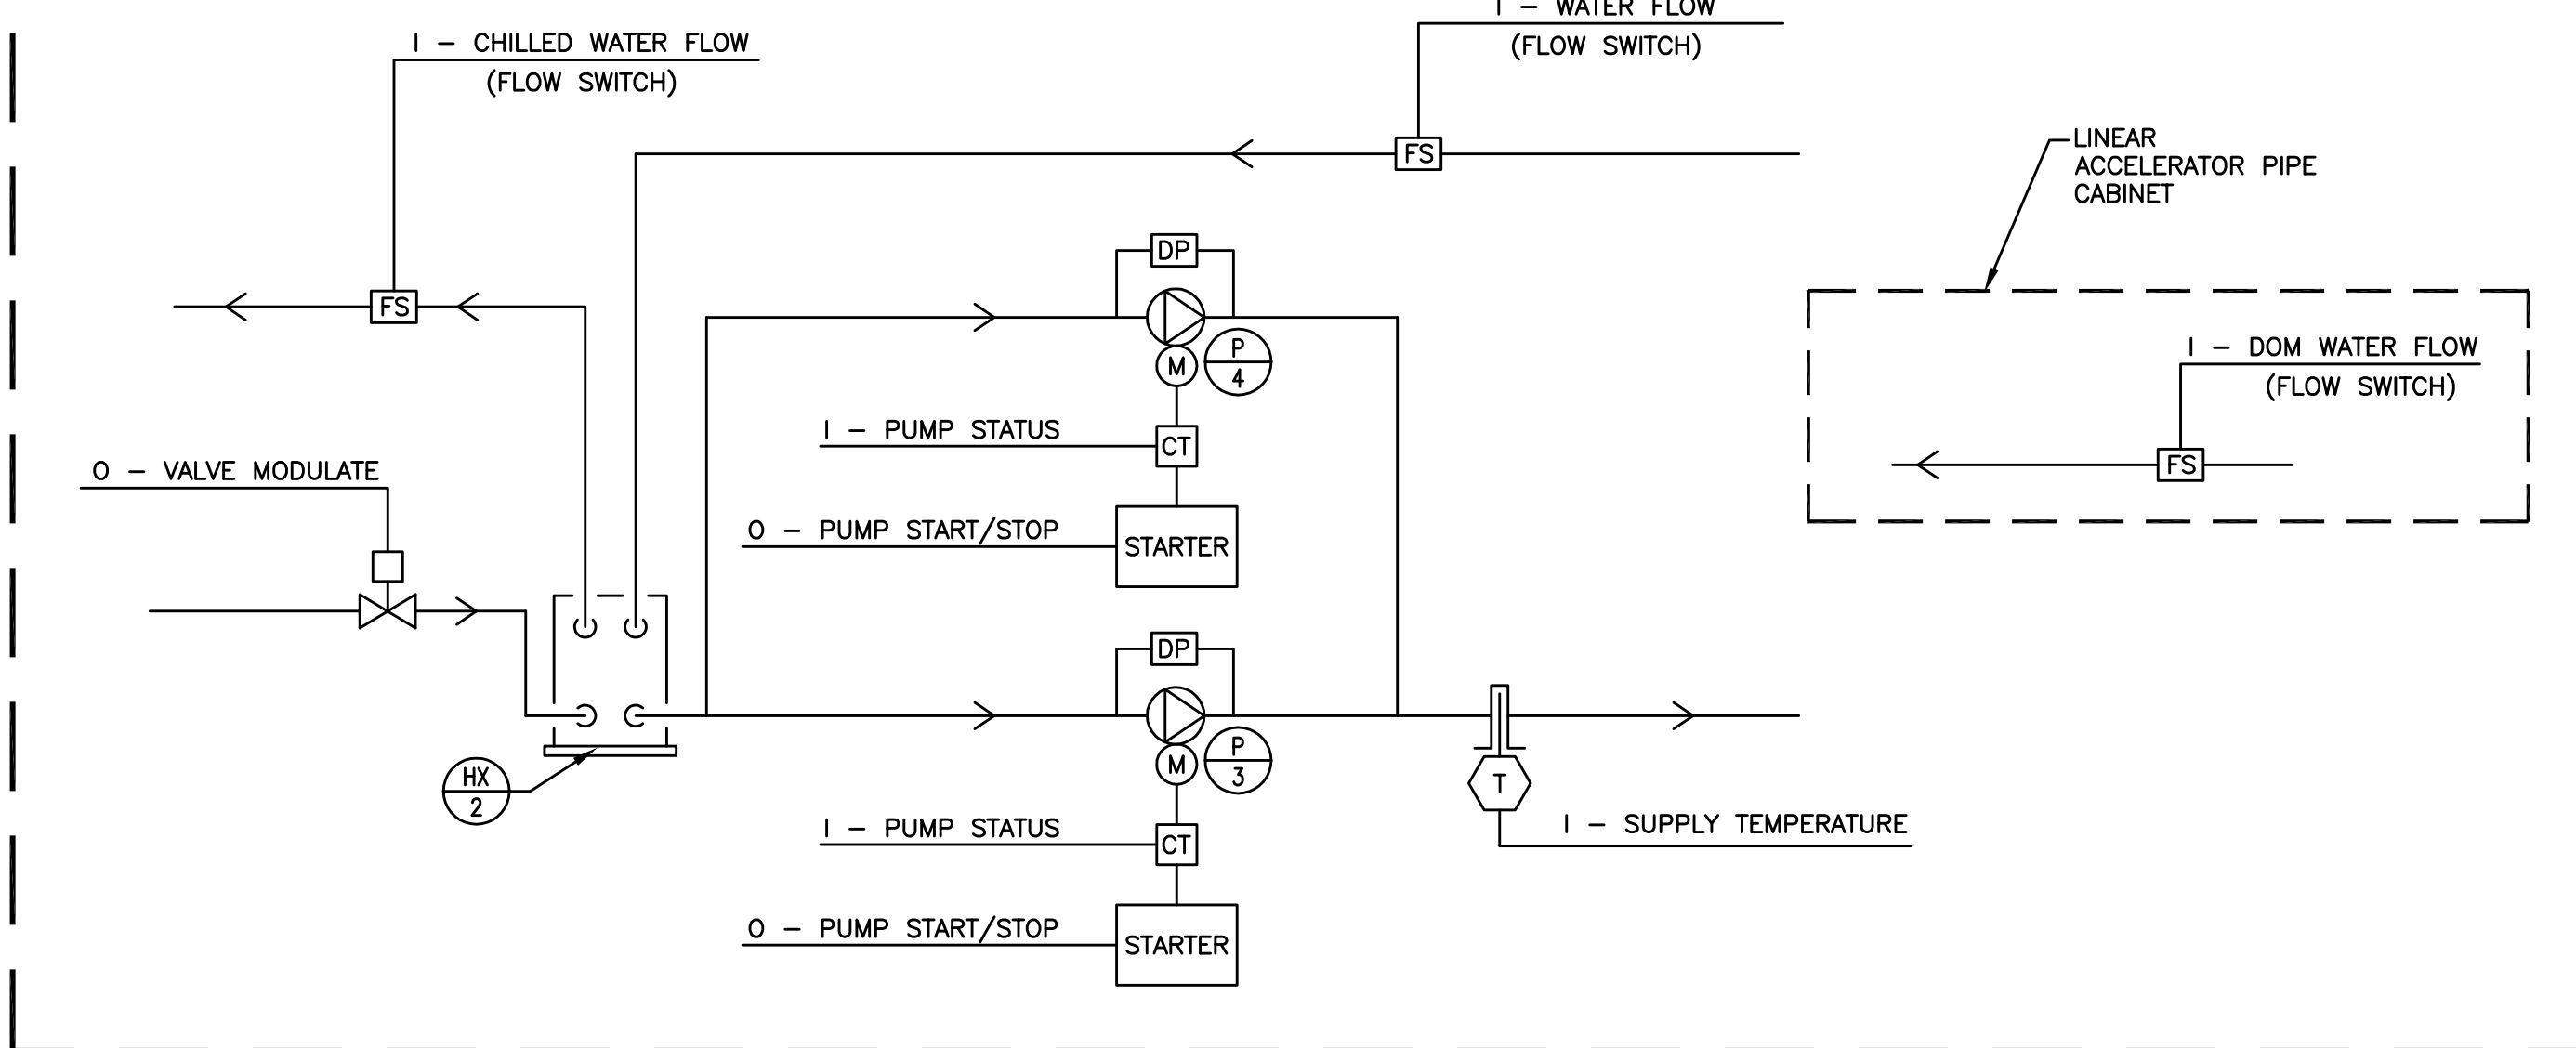 I - WATER FLOW
(FLOW SWITCH)
I - CHILLED WATER FLOW
(FLOW SWITCH)
FS
LINEAR
ACCELERATOR PIPE
CABINET
DP
FS
P
4
M
I - DOM WATER FLOW
(FLOW SWITCH)
FS
I - PUMP STATUS
CT
O - VALVE MODULATE
O - PUMP START/STOP
STARTER
DP
P
3
M
HX
2
T
I - PUMP STATUS
CT
I - SUPPLY TEMPERATURE
O - PUMP START/STOP
STARTER